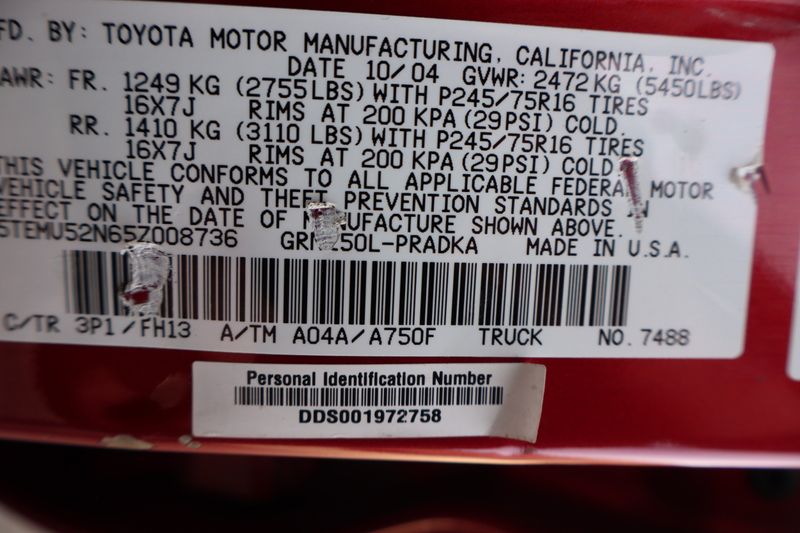 FD. BY: TOYOTA MOTOR MANUFACTURING, CALIFORNIA, INC.
DATE 10/04 GVWR: 2472 KG (5450LBS)
AWR: FR. 1249 KG (2755LBS) WITH P245/75R16 TIRES
16X7J RIMS AT 200 KPA (29PSI) COLD.
RR. 1410 KG (3110 LBS) WITH P245/75R16 TIRES
16X7J RIMS AT 200 KPA (29PSI) COLD
THIS VEHICLE CONFORMS TO ALL APPLICABLE FEDERAL MOTOR
VEHICLE SAFETY AND THEFT PREVENTION STANDARDS IN
EFFECT ON THE DATE OF MANUFACTURE SHOWN ABOVE.
5TEMU52N65Z008736 L-PRADKA MADE IN U.S.A.
C/TR 3P1/FH13 A/TM A04A/A750F TRUCK NO. 7488
Personal Identification Number
DDS001972758